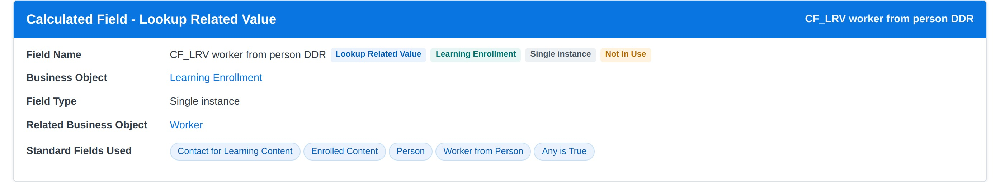 Calculated Field - Lookup Related Value CF_LRV worker from person DDR
Field Name CF_LRV worker from person DDR Lookup Related Value Learning Enrollment Single instance Not In Use
Business Object Learning Enrollment
Field Type Single instance
Related Business Object Worker
Standard Fields Used Contact for Learning Content Enrolled Content Person Worker from Person Any is True